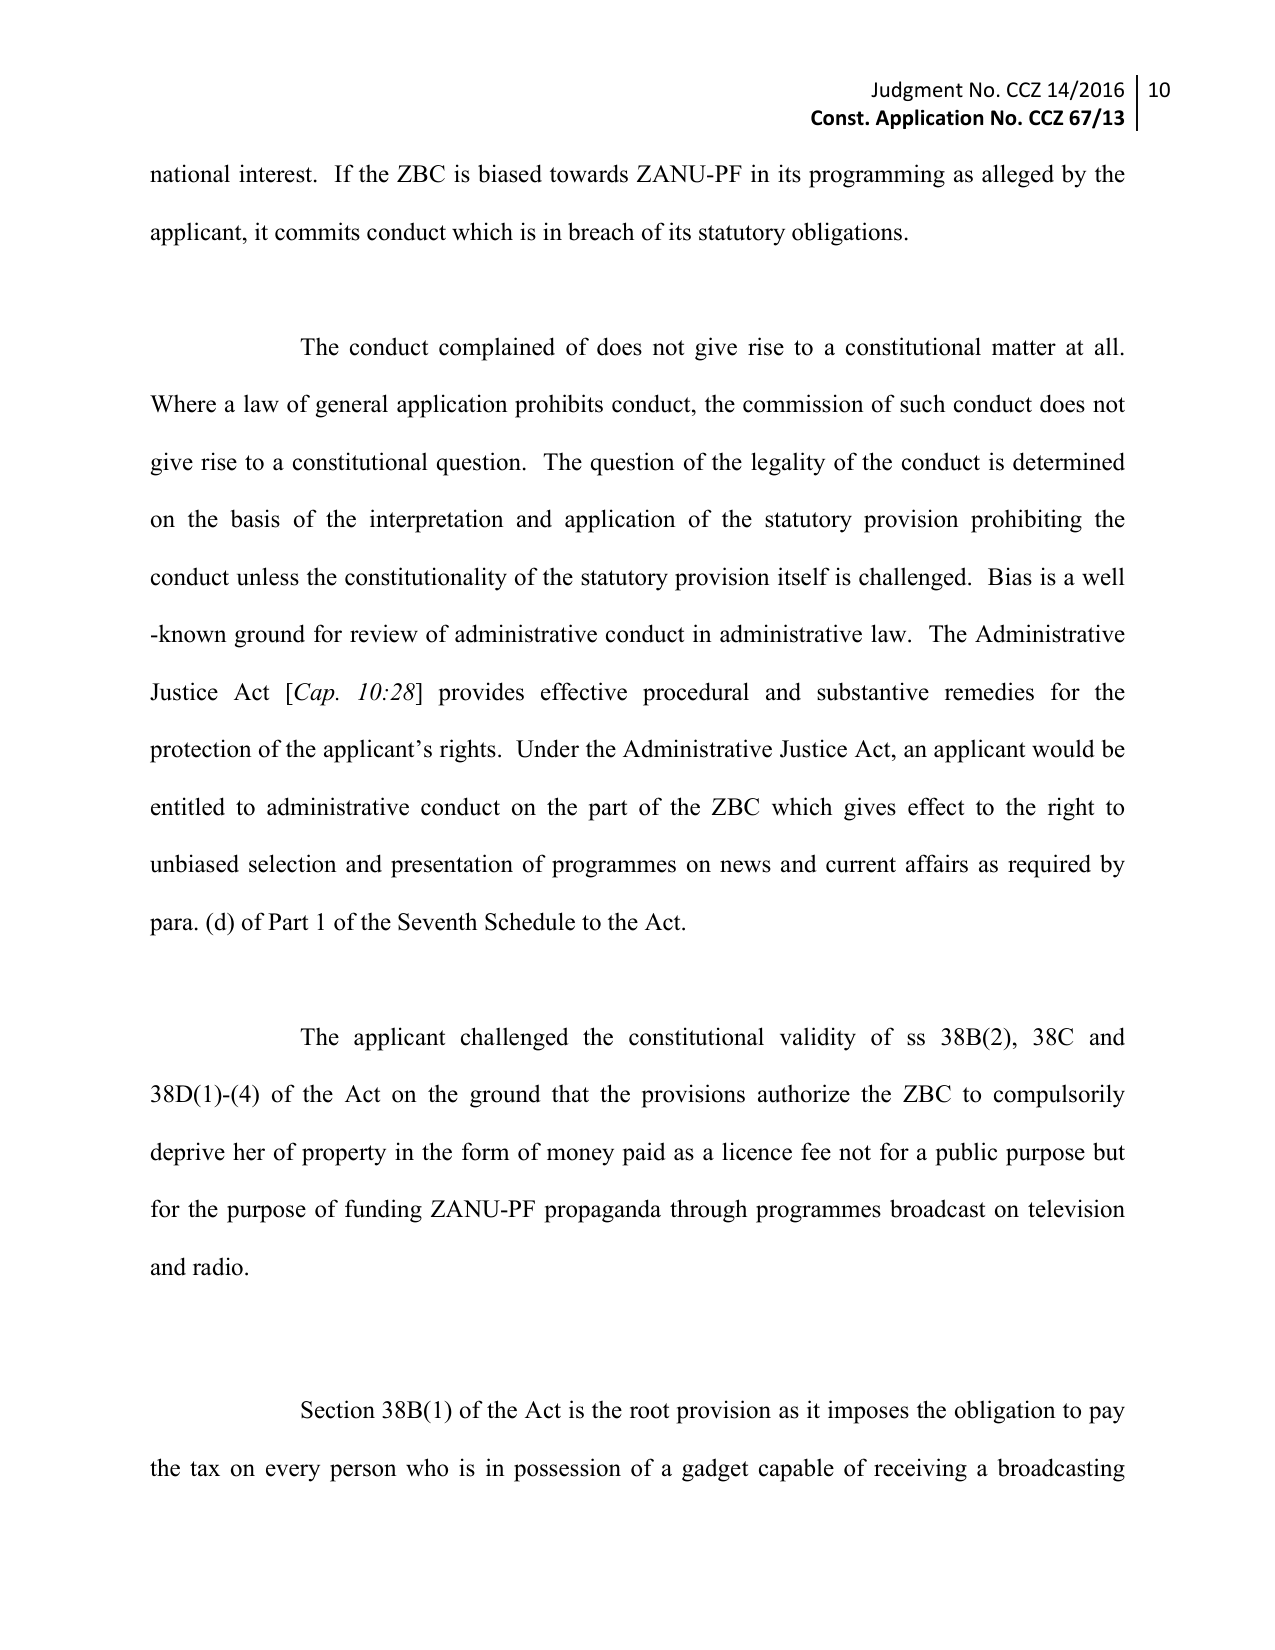 Judgment No. CCZ 14/2016 10
Const. Application No. CCZ 67/13
national interest. If the ZBC is biased towards ZANU-PF in its programming as alleged by the
applicant, it commits conduct which is in breach of its statutory obligations.
The conduct complained of does not give rise to a constitutional matter at all.
Where a law of general application prohibits conduct, the commission of such conduct does not
give rise to a constitutional question. The question of the legality of the conduct is determined
on the basis of the interpretation and application of the statutory provision prohibiting the
conduct unless the constitutionality of the statutory provision itself is challenged. Bias is a well
-known ground for review of administrative conduct in administrative law. The Administrative
Justice Act [Cap. 10:28] provides effective procedural and substantive remedies for the
protection of the applicant’s rights. Under the Administrative Justice Act, an applicant would be
entitled to administrative conduct on the part of the ZBC which gives effect to the right to
unbiased selection and presentation of programmes on news and current affairs as required by
para. (d) of Part 1 of the Seventh Schedule to the Act.
The applicant challenged the constitutional validity of ss 38B(2), 38C and
38D(1)-(4) of the Act on the ground that the provisions authorize the ZBC to compulsorily
deprive her of property in the form of money paid as a licence fee not for a public purpose but
for the purpose of funding ZANU-PF propaganda through programmes broadcast on television
and radio.
Section 38B(1) of the Act is the root provision as it imposes the obligation to pay
the tax on every person who is in possession of a gadget capable of receiving a broadcasting